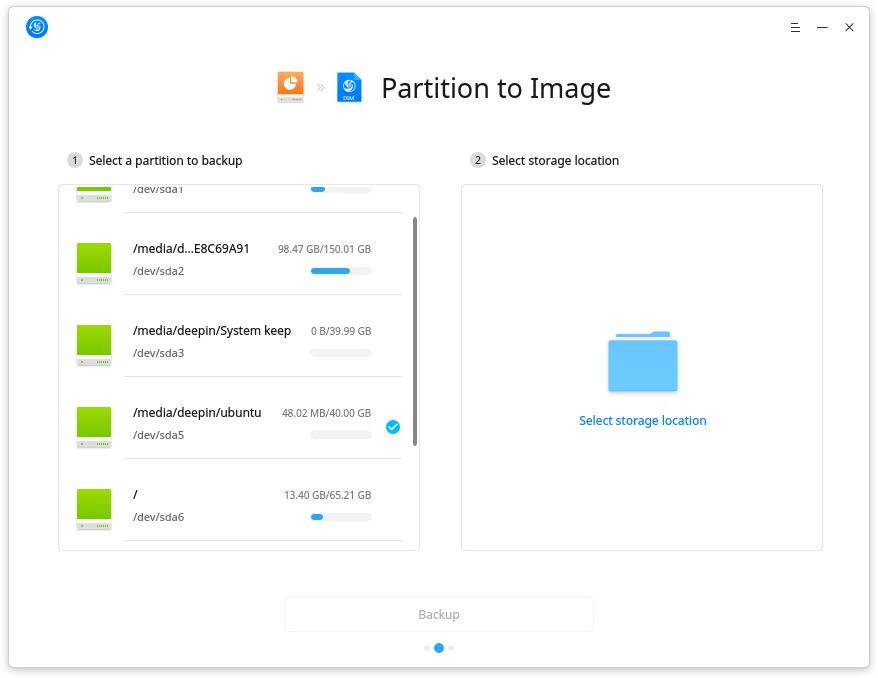 DIM
Partition to Image
1 Select a partition to backup
2 Select storage location
/dev/sda1
/media/d...E8C69A91 98.47 GB/150.01 GB
/dev/sda2
/media/deepin/System keep 0 B/39.99 GB
/dev/sda3
/media/deepin/ubuntu 48.02 MB/40.00 GB
/dev/sda5
/ 13.40 GB/65.21 GB
/dev/sda6
Select storage location
Backup